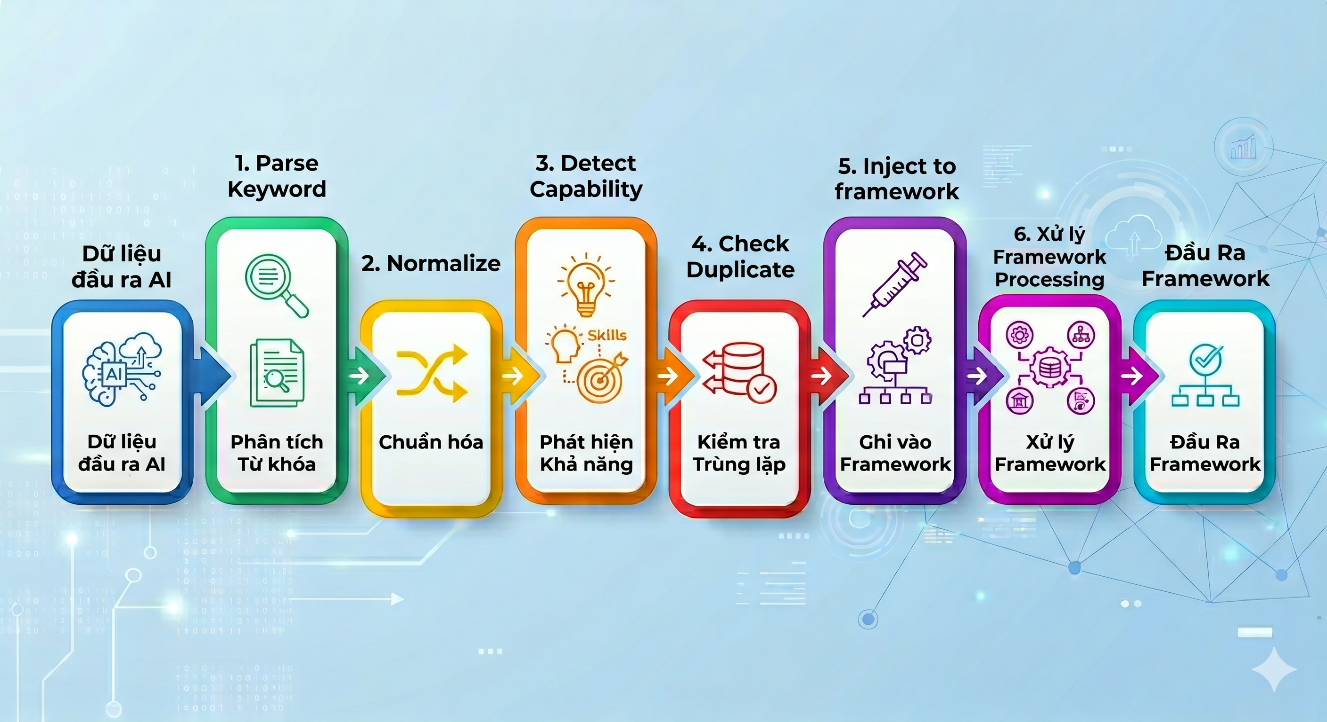 Dữ liệu
đầu ra AI
AI
Dữ liệu
đầu ra AI
1. Parse
Keyword
Phân tích
Từ khóa
2. Normalize
Chuẩn hóa
3. Detect
Capability
Skills
Phát hiện
Khả năng
4. Check
Duplicate
Kiểm tra
Trùng lặp
5. Inject to
framework
Ghi vào
Framework
6. Xử lý
Framework
Processing
Xử lý
Framework
Đầu Ra
Framework
Đầu Ra
Framework